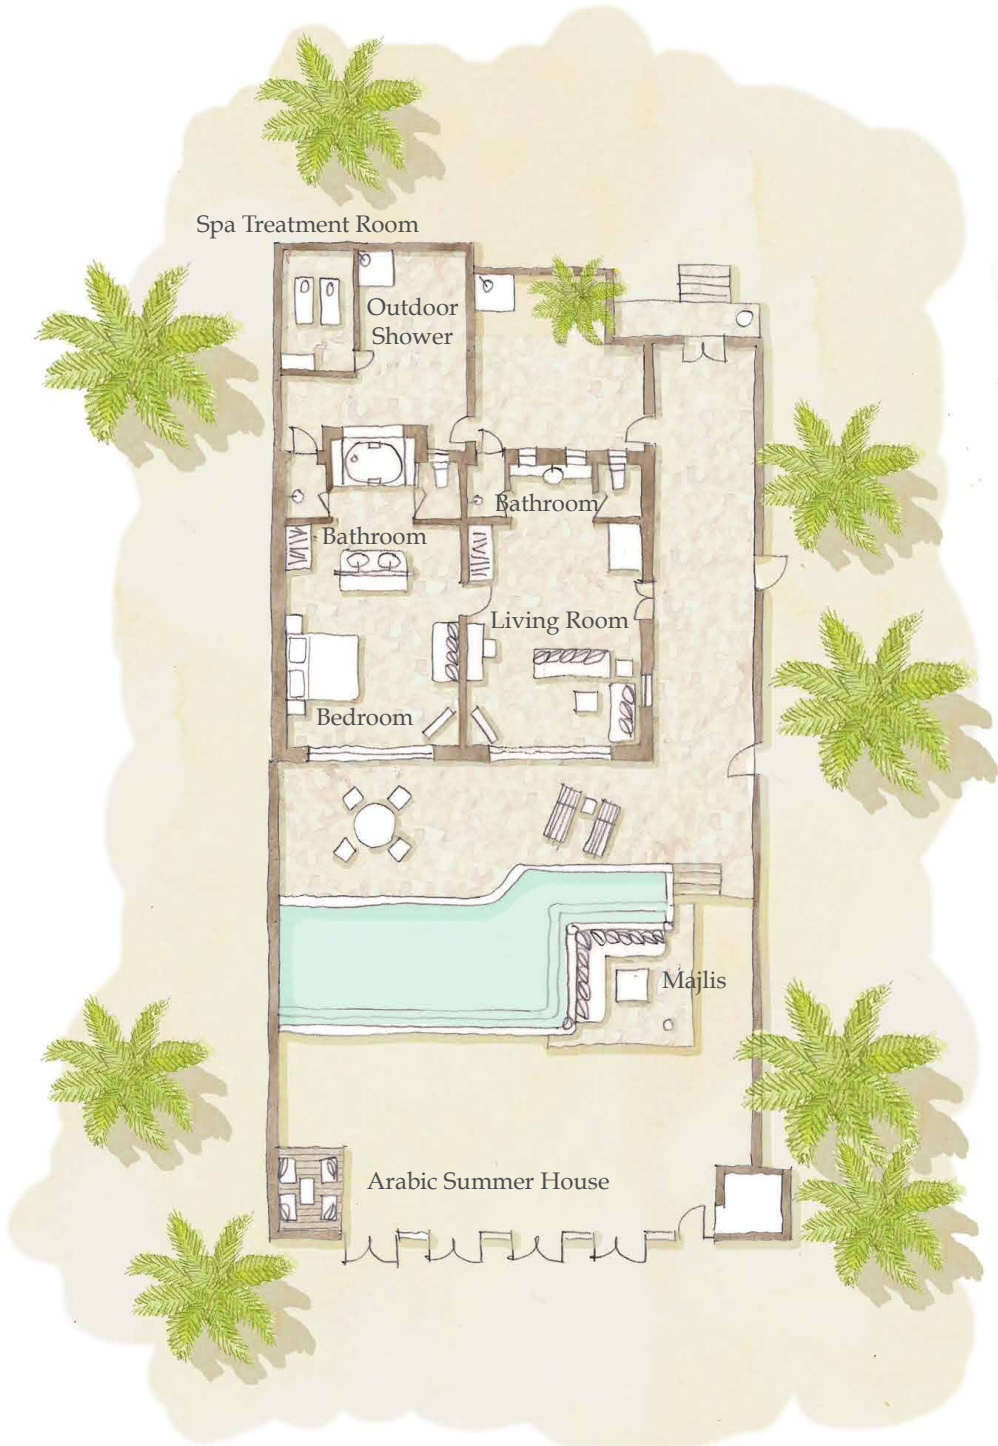 Spa Treatment Room
Outdoor
Shower
Bathroom
Bathroom
Living Room
Bedroom
Majlis
Arabic Summer House